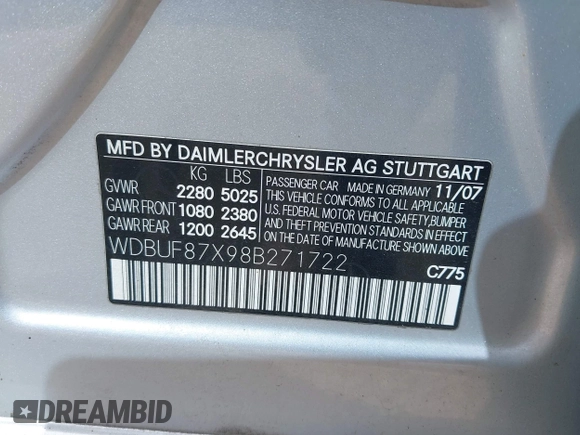 MFD BY DAIMLERCHRYSLER AG STUTTGART
KG LBS
GVWR 2280 5025
GAWR FRONT 1080 2380
GAWR REAR 1200 2645
PASSENGER CAR MADE IN GERMANY 11/07
THIS VEHICLE CONFORMS TO ALL APPLICABLE
U.S. FEDERAL MOTOR VEHICLE SAFETY,BUMPER
AND THEFT PREVENTION STANDARDS IN EFFECT
ON THE DATE OF MANUFACTURE SHOWN ABOVE.
WDBUF87X98B271722
C775
DREAMBID